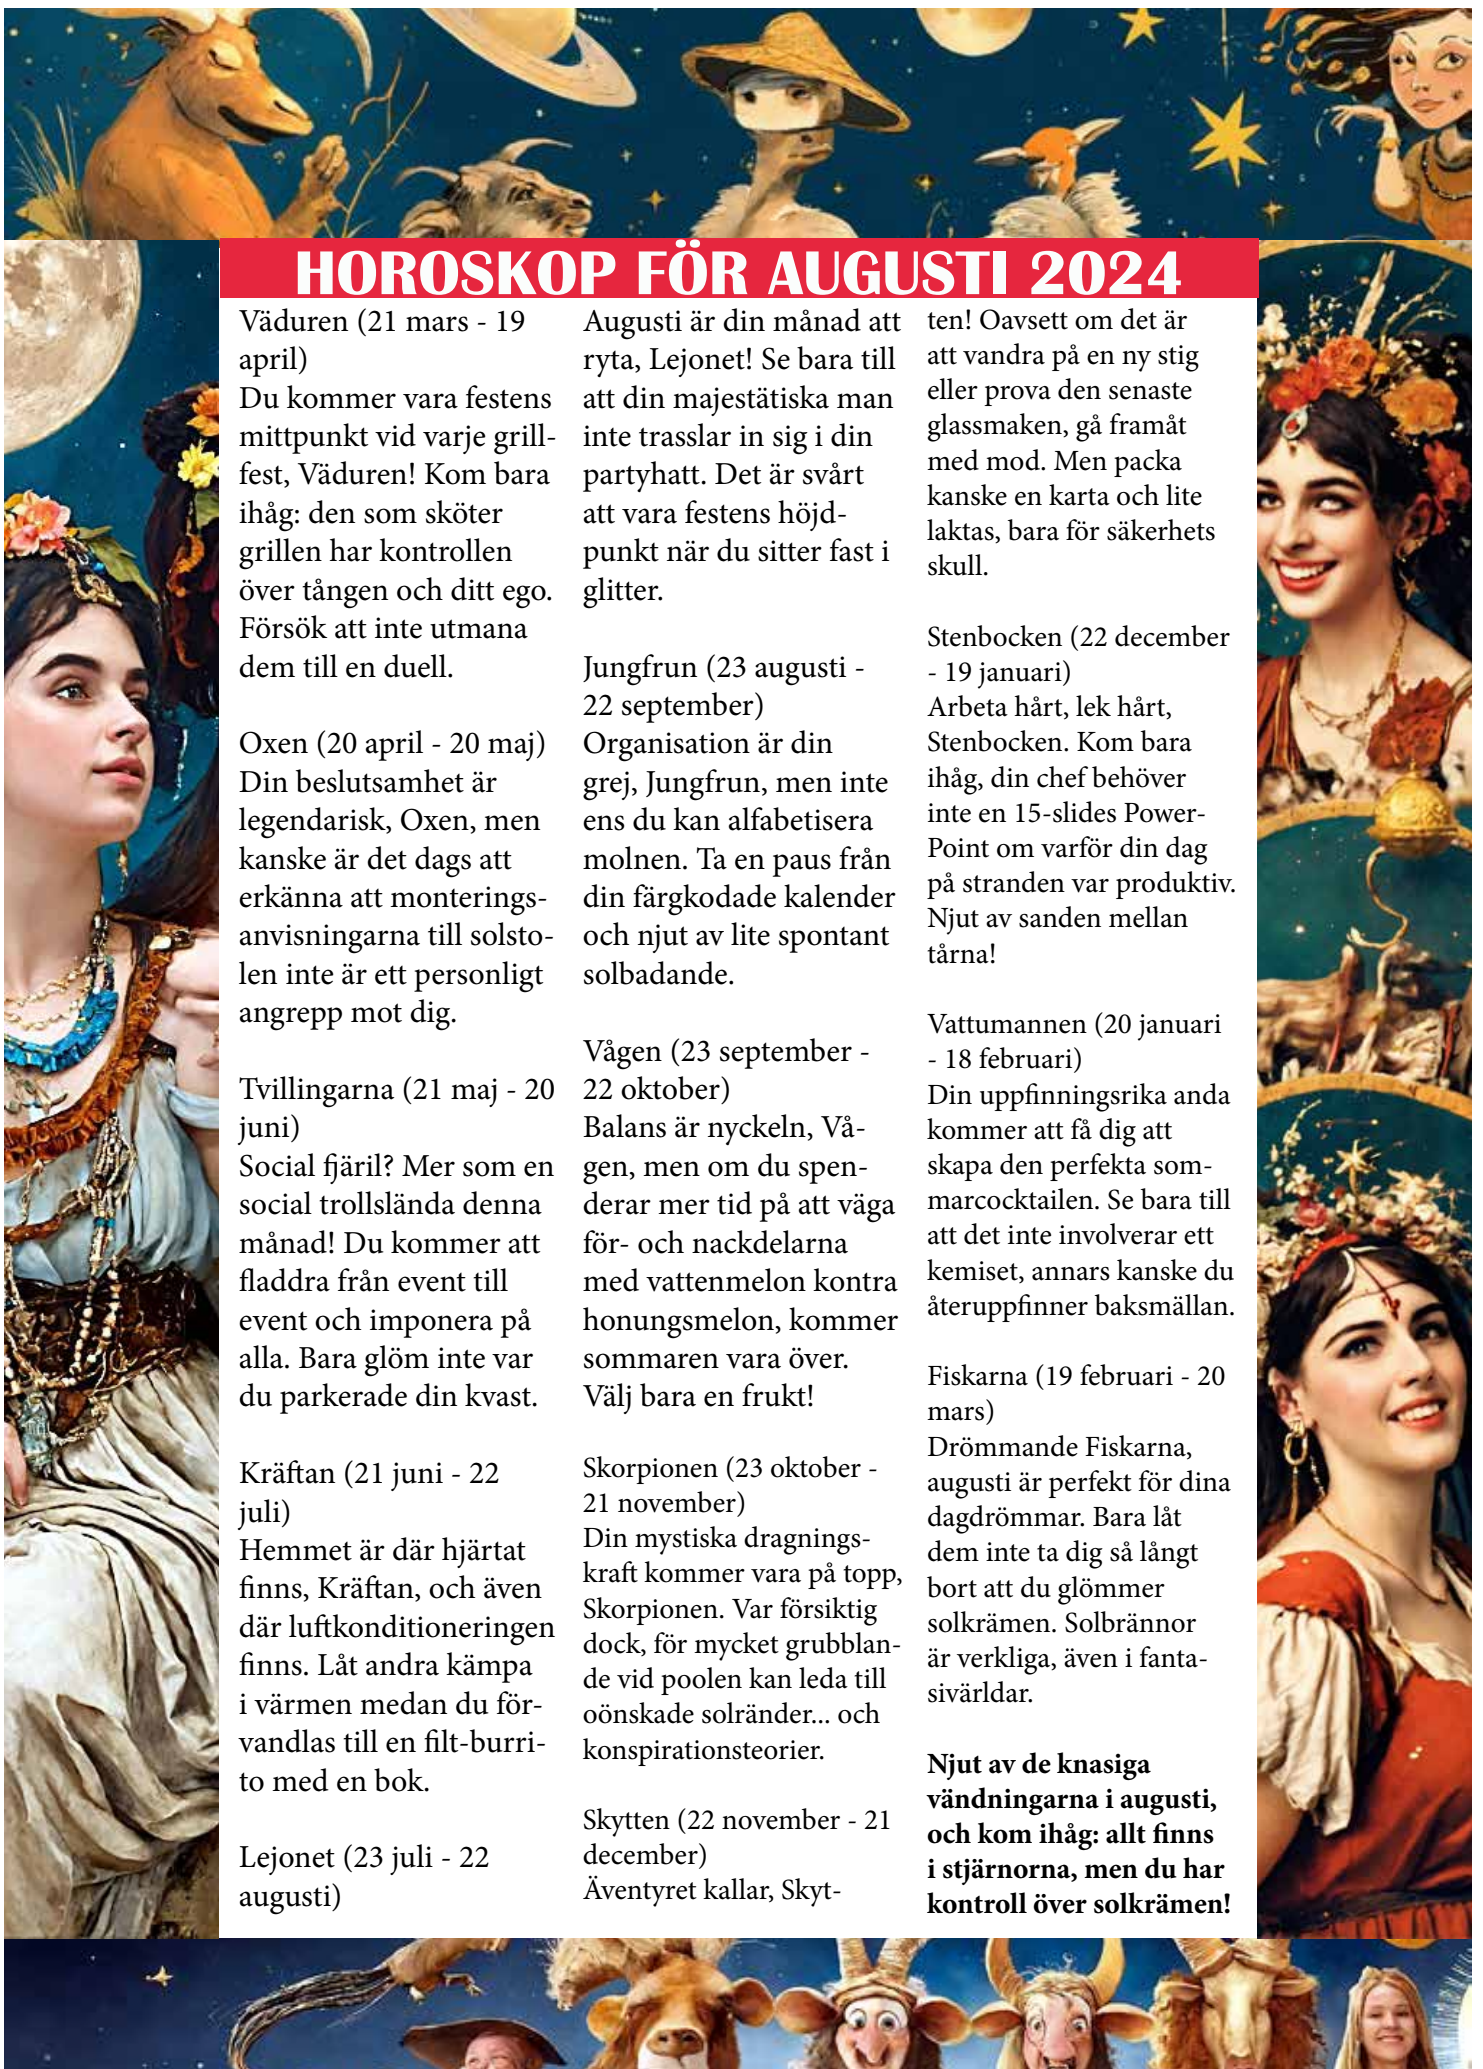 HOROSKOP FÖR AUGUSTI 2024
Väduren (21 mars - 19
april)
Du kommer vara festens
mittpunkt vid varje grill-
fest, Väduren! Kom bara
ihåg: den som sköter
grillen har kontrollen
över tången och ditt ego.
Försök att inte utmana
dem till en duell.
Oxen (20 april - 20 maj)
Din beslutsamhet är
legendarisk, Oxen, men
kanske är det dags att
erkänna att monterings-
anvisningarna till solsto-
len inte är ett personligt
angrepp mot dig.
Tvillingarna (21 maj - 20
juni)
Social fjäril? Mer som en
social trollslända denna
månad! Du kommer att
fladdra från event till
event och imponera på
alla. Bara glöm inte var
du parkerade din kvast.
Kräftan (21 juni - 22
juli)
Hemmet är där hjärtat
finns, Kräftan, och även
där luftkonditioneringen
finns. Låt andra kämpa
i värmen medan du för-
vandlas till en filt-burri-
to med en bok.
Lejonet (23 juli - 22
augusti)
Augusti är din månad att
ryta, Lejonet! Se bara till
att din majestätiska man
inte trasslar in sig i din
partyhatt. Det är svårt
att vara festens höjd-
punkt när du sitter fast i
glitter.
Jungfrun (23 augusti -
22 september)
Organisation är din
grej, Jungfrun, men inte
ens du kan alfabetisera
molnen. Ta en paus från
din färgkodade kalender
och njut av lite spontant
solbadande.
Vågen (23 september -
22 oktober)
Balans är nyckeln, Vå-
gen, men om du spen-
derar mer tid på att väga
för- och nackdelarna
med vattenmelon kontra
honungsmelon, kommer
sommaren vara över.
Välj bara en frukt!
Skorpionen (23 oktober -
21 november)
Din mystiska dragnings-
kraft kommer vara på topp,
Skorpionen. Var försiktig
dock, för mycket grubblan-
de vid poolen kan leda till
oönskade solränder... och
konspirationsteorier.
Skytten (22 november - 21
december)
Äventyret kallar, Skyt-
ten! Oavsett om det är
att vandra på en ny stig
eller prova den senaste
glassmaken, gå framåt
med mod. Men packa
kanske en karta och lite
laktas, bara för säkerhets
skull.
Stenbocken (22 december
- 19 januari)
Arbeta hårt, lek hårt,
Stenbocken. Kom bara
ihåg, din chef behöver
inte en 15-slides Power-
Point om varför din dag
på stranden var produktiv.
Njut av sanden mellan
tårna!
Vattumannen (20 januari
- 18 februari)
Din uppfinningsrika anda
kommer att få dig att
skapa den perfekta som-
marcocktailen. Se bara till
att det inte involverar ett
kemiset, annars kanske du
återuppfinner baksmällan.
Fiskarna (19 februari - 20
mars)
Drömmande Fiskarna,
augusti är perfekt för dina
dagdrömmar. Bara låt
dem inte ta dig så långt
bort att du glömmer
solkrämen. Solbrännor
är verkliga, även i fanta-
sivärldar.
Njut av de knasiga
vändningarna i augusti,
och kom ihåg: allt finns
i stjärnorna, men du har
kontroll över solkrämen!